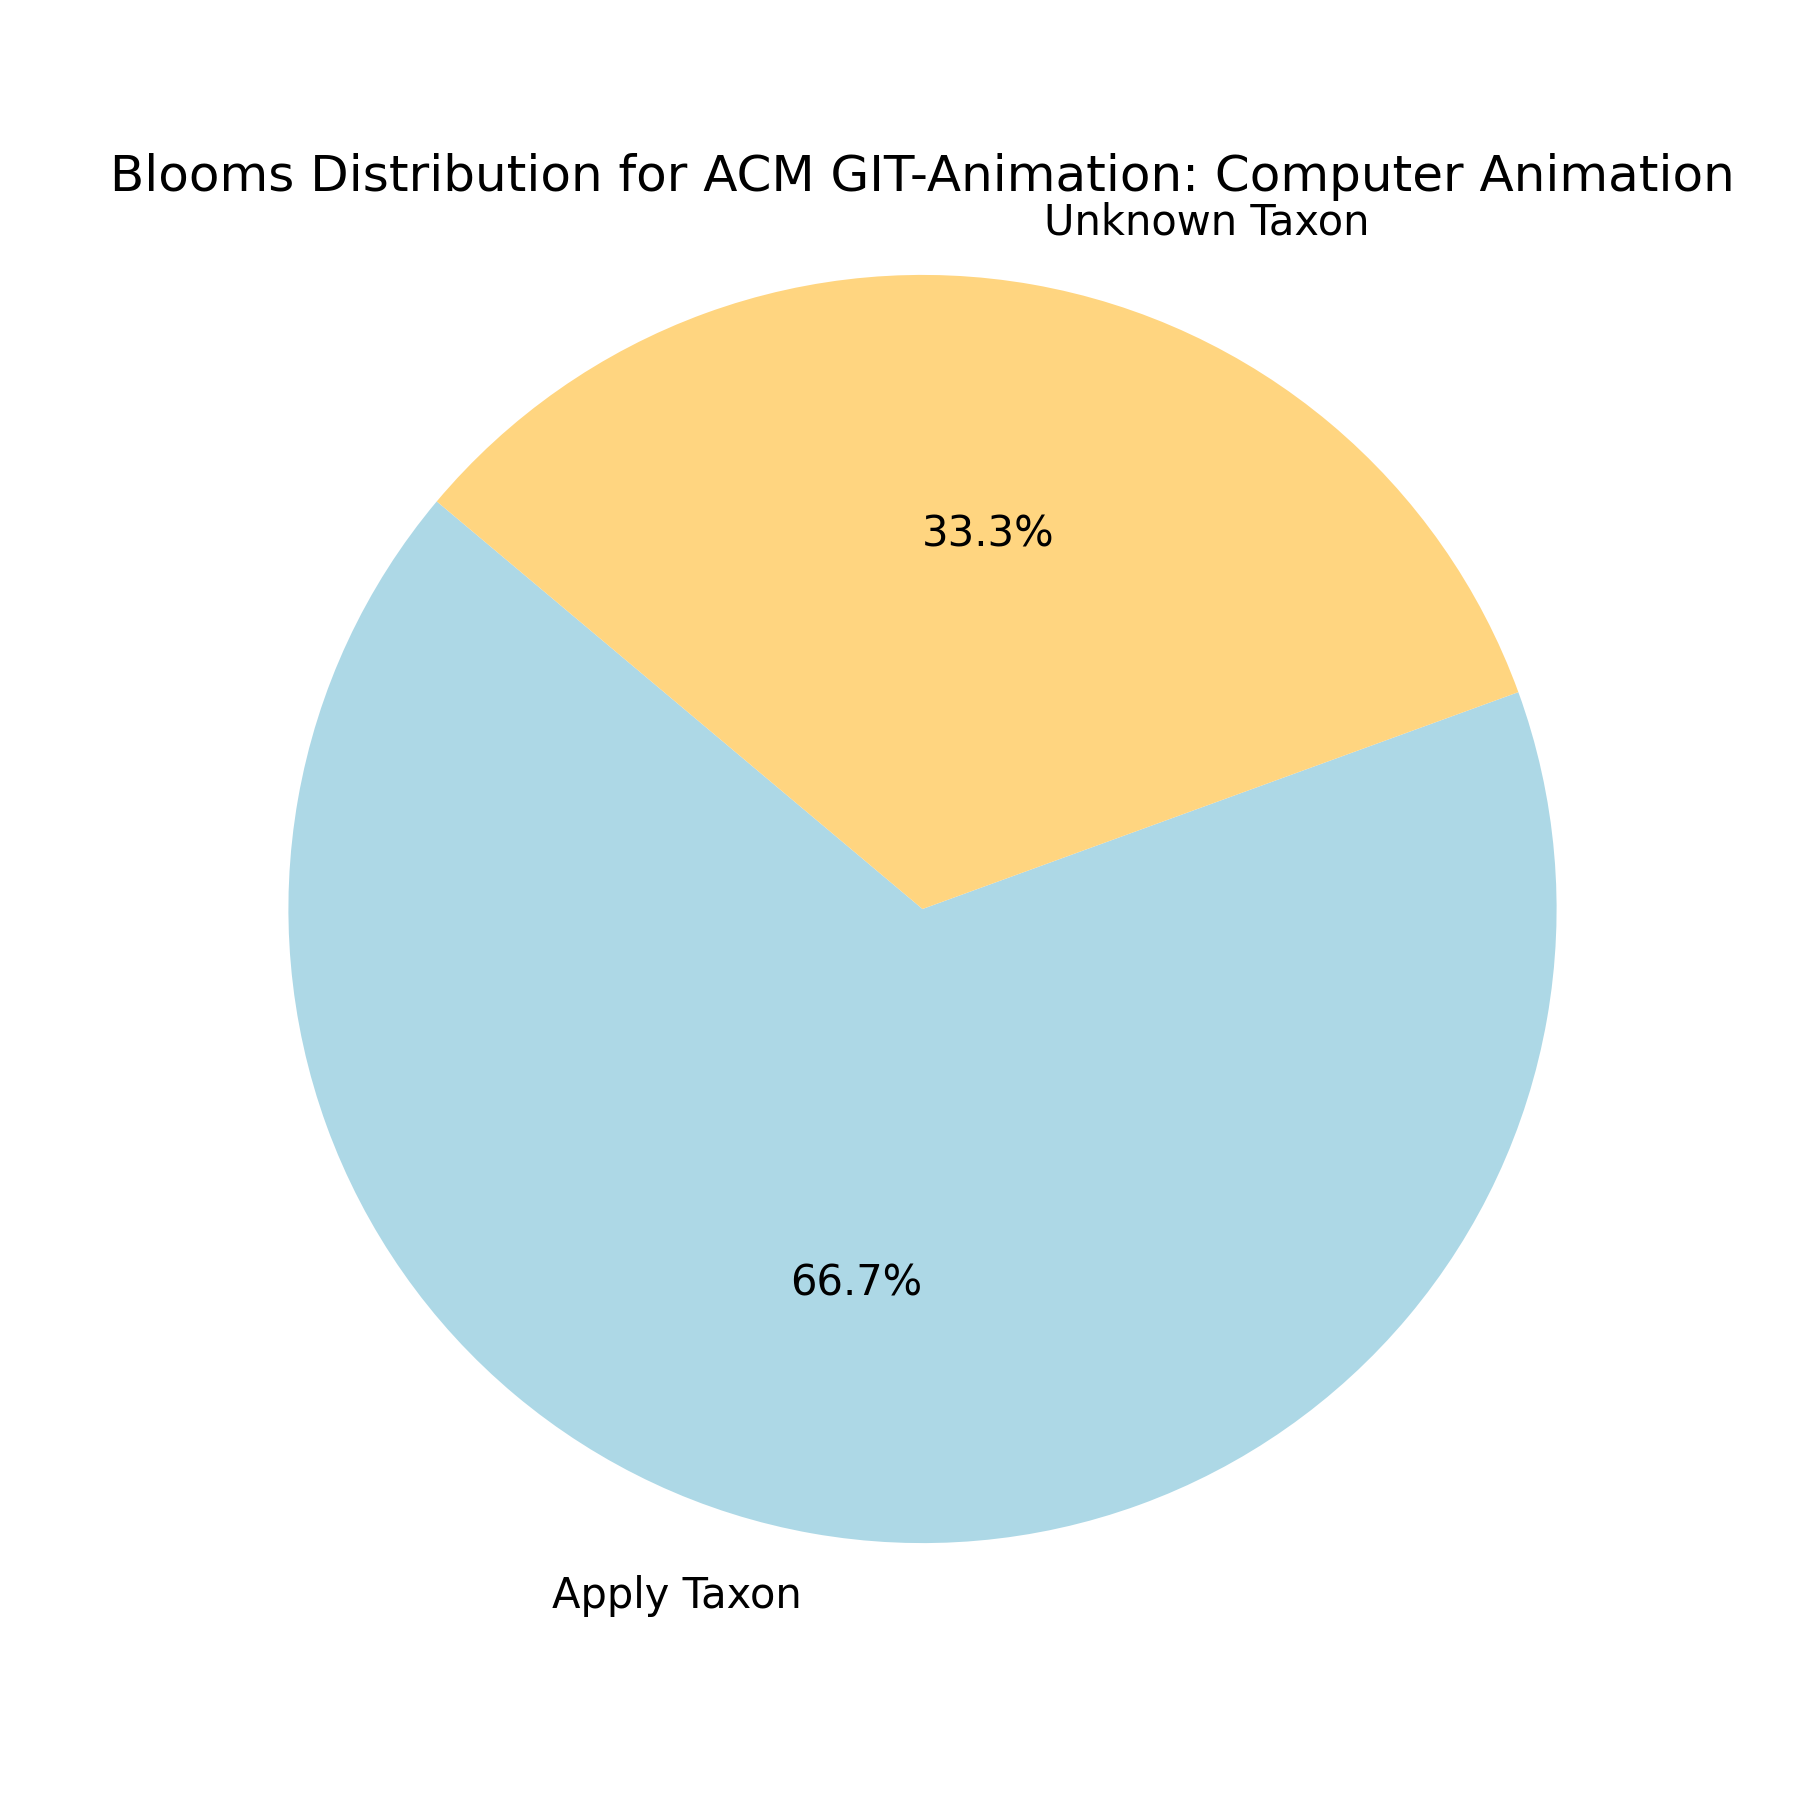 Blooms Distribution for ACM GIT-Animation: Computer Animation
Unknown Taxon
33.3%
66.7%
Apply Taxon